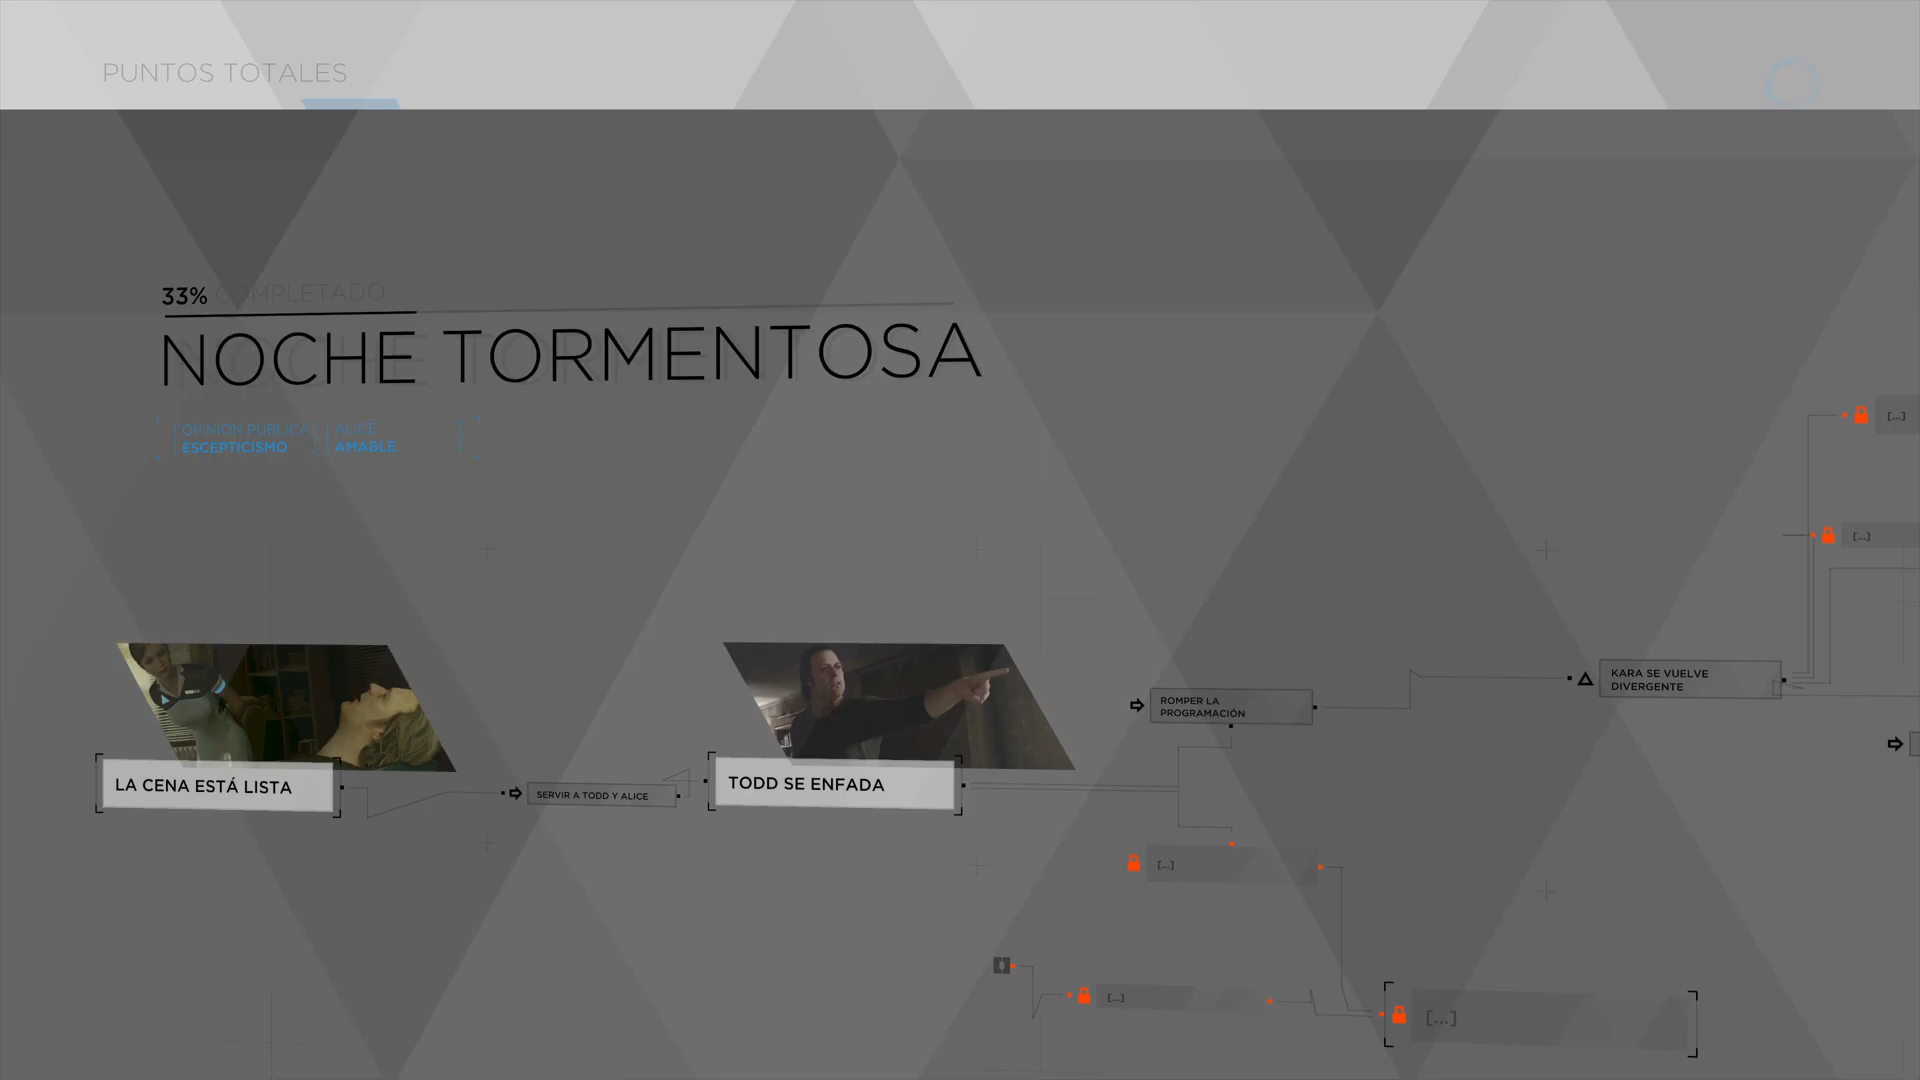 PUNTOS TOTALES
33% COMPLETADO
NOCHE TORMENTOSA
OPINIÓN PÚBLICA
ESCEPTICISMO
ALICE
AMABLE
[...]
[...]
KARA SE VUELVE
DIVERGENTE
ROMPER LA
PROGRAMACIÓN
LA CENA ESTÁ LISTA
SERVIR A TODD Y ALICE
TODD SE ENFADA
[...]
[...]
[...]